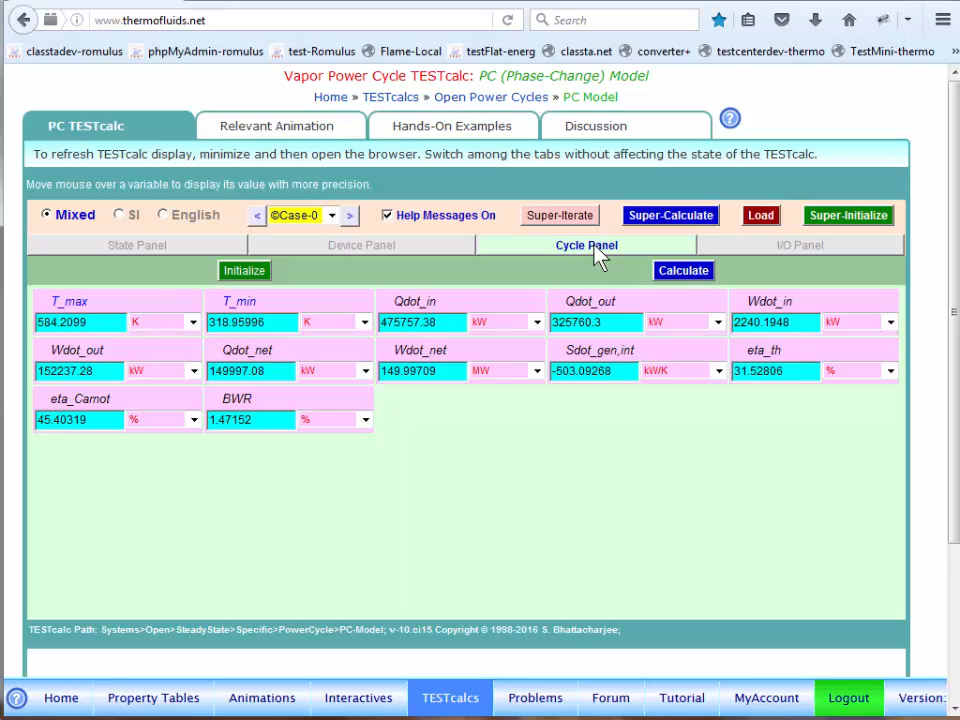 www.thermofluids.net
Search
classtadev-romulus phpMyAdmin-romulus test-Romulus Flame-Local testFlat-energ classta.net converter+ testcenterdev-thermo TestMini-thermo »
Vapor Power Cycle TESTcalc: PC (Phase-Change) Model
Home » TESTcalcs » Open Power Cycles » PC Model
PC TESTcalc Relevant Animation Hands-On Examples Discussion ?
To refresh TESTcalc display, minimize and then open the browser. Switch among the tabs without affecting the state of the TESTcalc.
Move mouse over a variable to display its value with more precision.
Mixed SI English < ©Case-0 > Help Messages On Super-Iterate Super-Calculate Load Super-Initialize
State Panel Device Panel Cycle Panel I/O Panel
Initialize Calculate
T_max T_min Qdot_in Qdot_out Wdot_in
584.2099 K 318.95996 K 475757.38 kW 325760.3 kW 2240.1948 kW
Wdot_out Qdot_net Wdot_net Sdot_gen,int eta_th
152237.28 kW 149997.08 kW 149.99709 MW -503.09268 kW/K 31.52806 %
eta_Carnot BWR
45.40319 % 1.47152 %
TESTcalc Path: Systems>Open>SteadyState>Specific>PowerCycle>PC-Model; v-10.ci15 Copyright © 1998-2016 S. Bhattacharjee;
? Home Property Tables Animations Interactives TESTcalcs Problems Forum Tutorial MyAccount Logout Version: